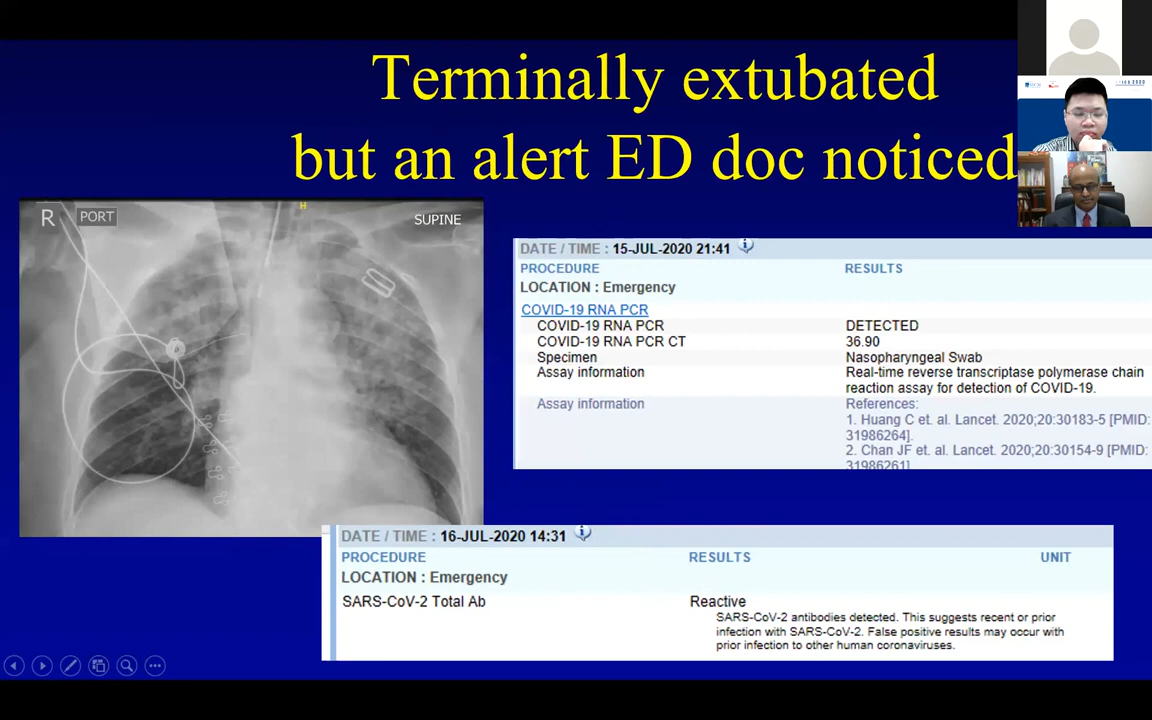 Terminally extubated
but an alert ED doc noticed
R
PORT
H
SUPINE
DATE / TIME : 15-JUL-2020 21:41
PROCEDURE RESULTS
LOCATION : Emergency
COVID-19 RNA PCR
COVID-19 RNA PCR DETECTED
COVID-19 RNA PCR CT 36.90
Specimen Nasopharyngeal Swab
Assay information Real-time reverse transcriptase polymerase chain
reaction assay for detection of COVID-19.
Assay information References:
1. Huang C et. al. Lancet. 2020;20:30183-5 [PMID:
31986264].
2. Chan JF et. al. Lancet. 2020;20:30154-9 [PMID:
31986261]
DATE / TIME : 16-JUL-2020 14:31
PROCEDURE RESULTS UNIT
LOCATION : Emergency
SARS-CoV-2 Total Ab Reactive
SARS-CoV-2 antibodies detected. This suggests recent or prior
infection with SARS-CoV-2. False positive results may occur with
prior infection to other human coronaviruses.